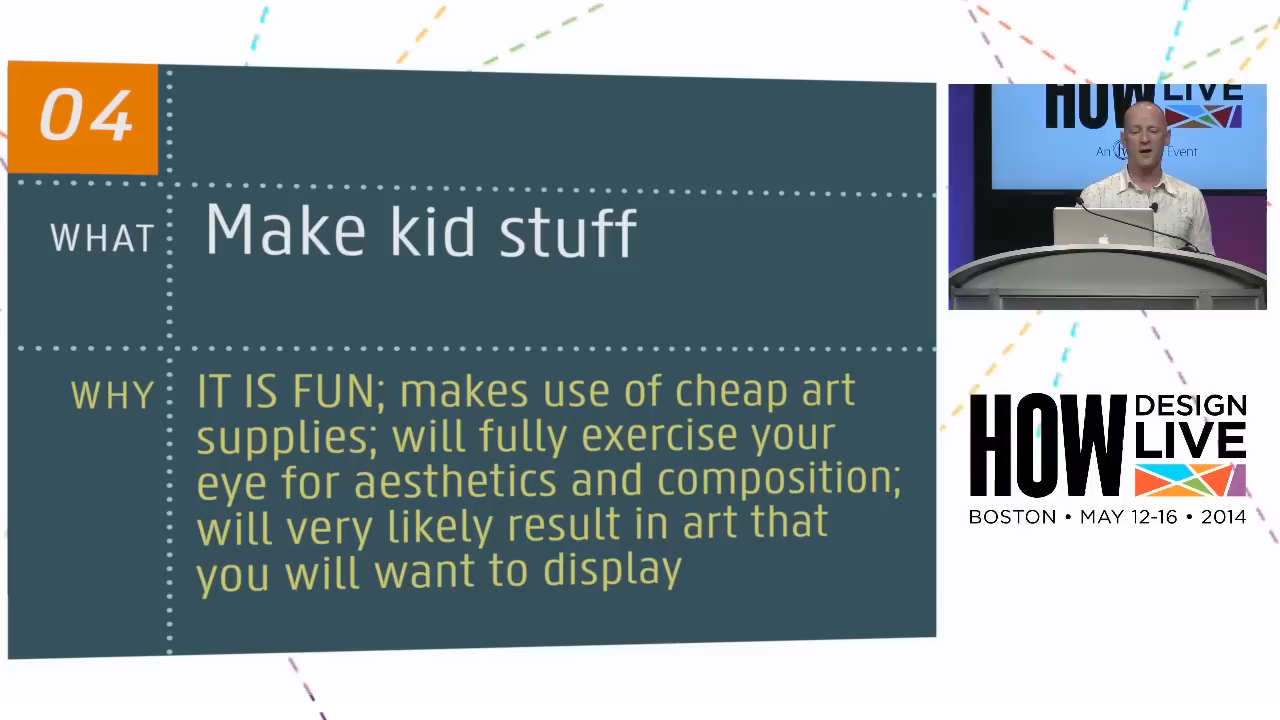 04
WHAT
Make kid stuff
WHY
IT IS FUN; makes use of cheap art
supplies; will fully exercise your
eye for aesthetics and composition;
will very likely result in art that
you will want to display
HOW LIVE
An Event
HOW DESIGN LIVE
BOSTON • MAY 12-16 • 2014